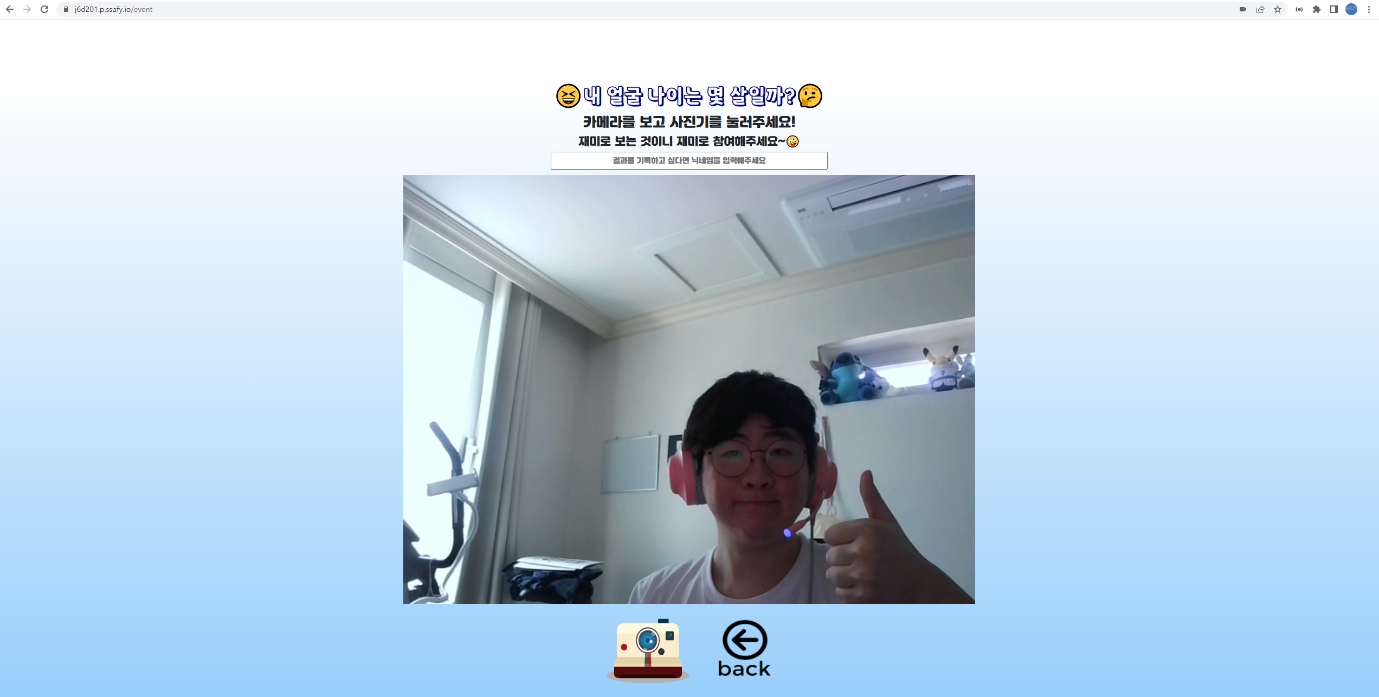 j6d201.p.ssafy.io/event
😆내 얼굴 나이는 몇 살일까?🤔
카메라를 보고 사진기를 눌러주세요!
재미로 보는 것이니 재미로 참여해주세요~🤪
결과를 기록하고 싶다면 닉네임을 입력해주세요
back